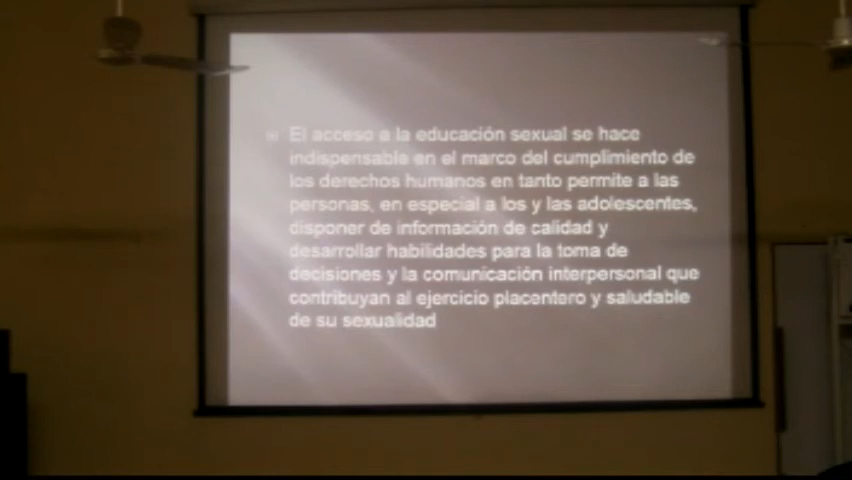 El acceso a la educación sexual se hace
indispensable en el marco del cumplimiento de
los derechos humanos en tanto permite a las
personas, en especial a los y las adolescentes,
disponer de información de calidad y
desarrollar habilidades para la toma de
decisiones y la comunicación interpersonal que
contribuyan al ejercicio placentero y saludable
de su sexualidad